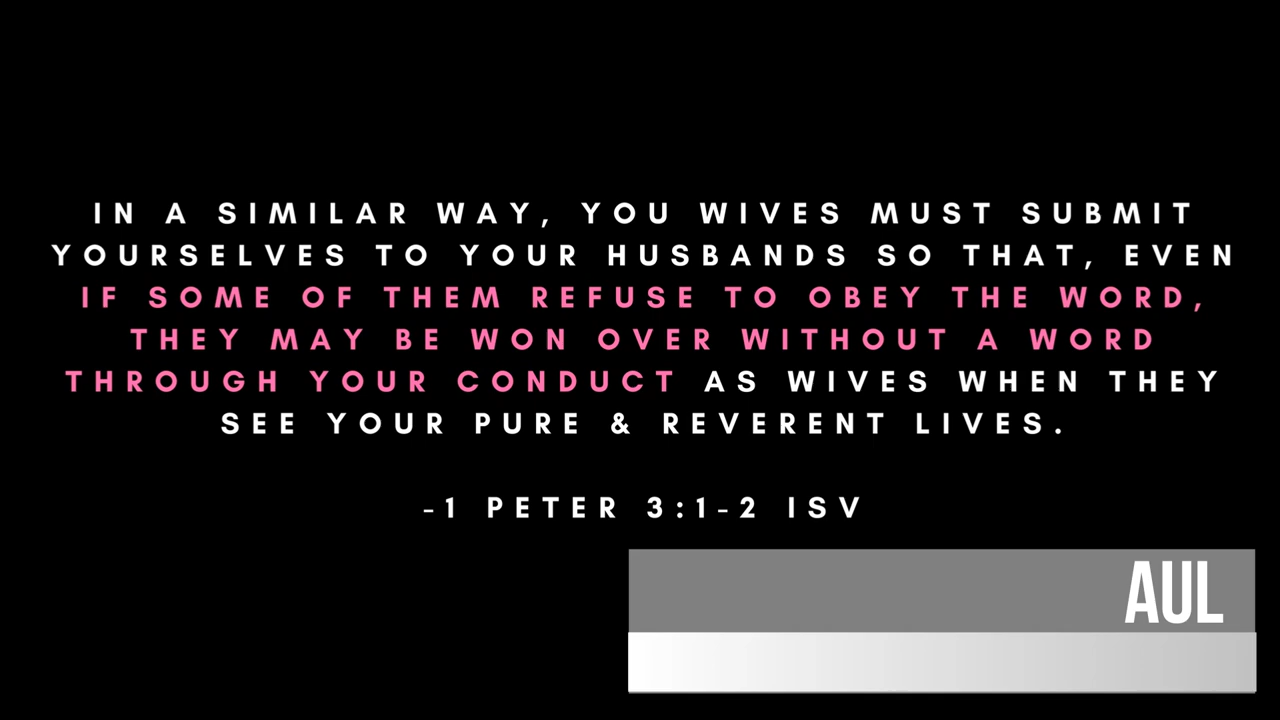 IN A SIMILAR WAY, YOU WIVES MUST SUBMIT
YOURSELVES TO YOUR HUSBANDS SO THAT, EVEN
IF SOME OF THEM REFUSE TO OBEY THE WORD,
THEY MAY BE WON OVER WITHOUT A WORD
THROUGH YOUR CONDUCT AS WIVES WHEN THEY
SEE YOUR PURE & REVERENT LIVES.
-1 PETER 3:1-2 ISV
AUL